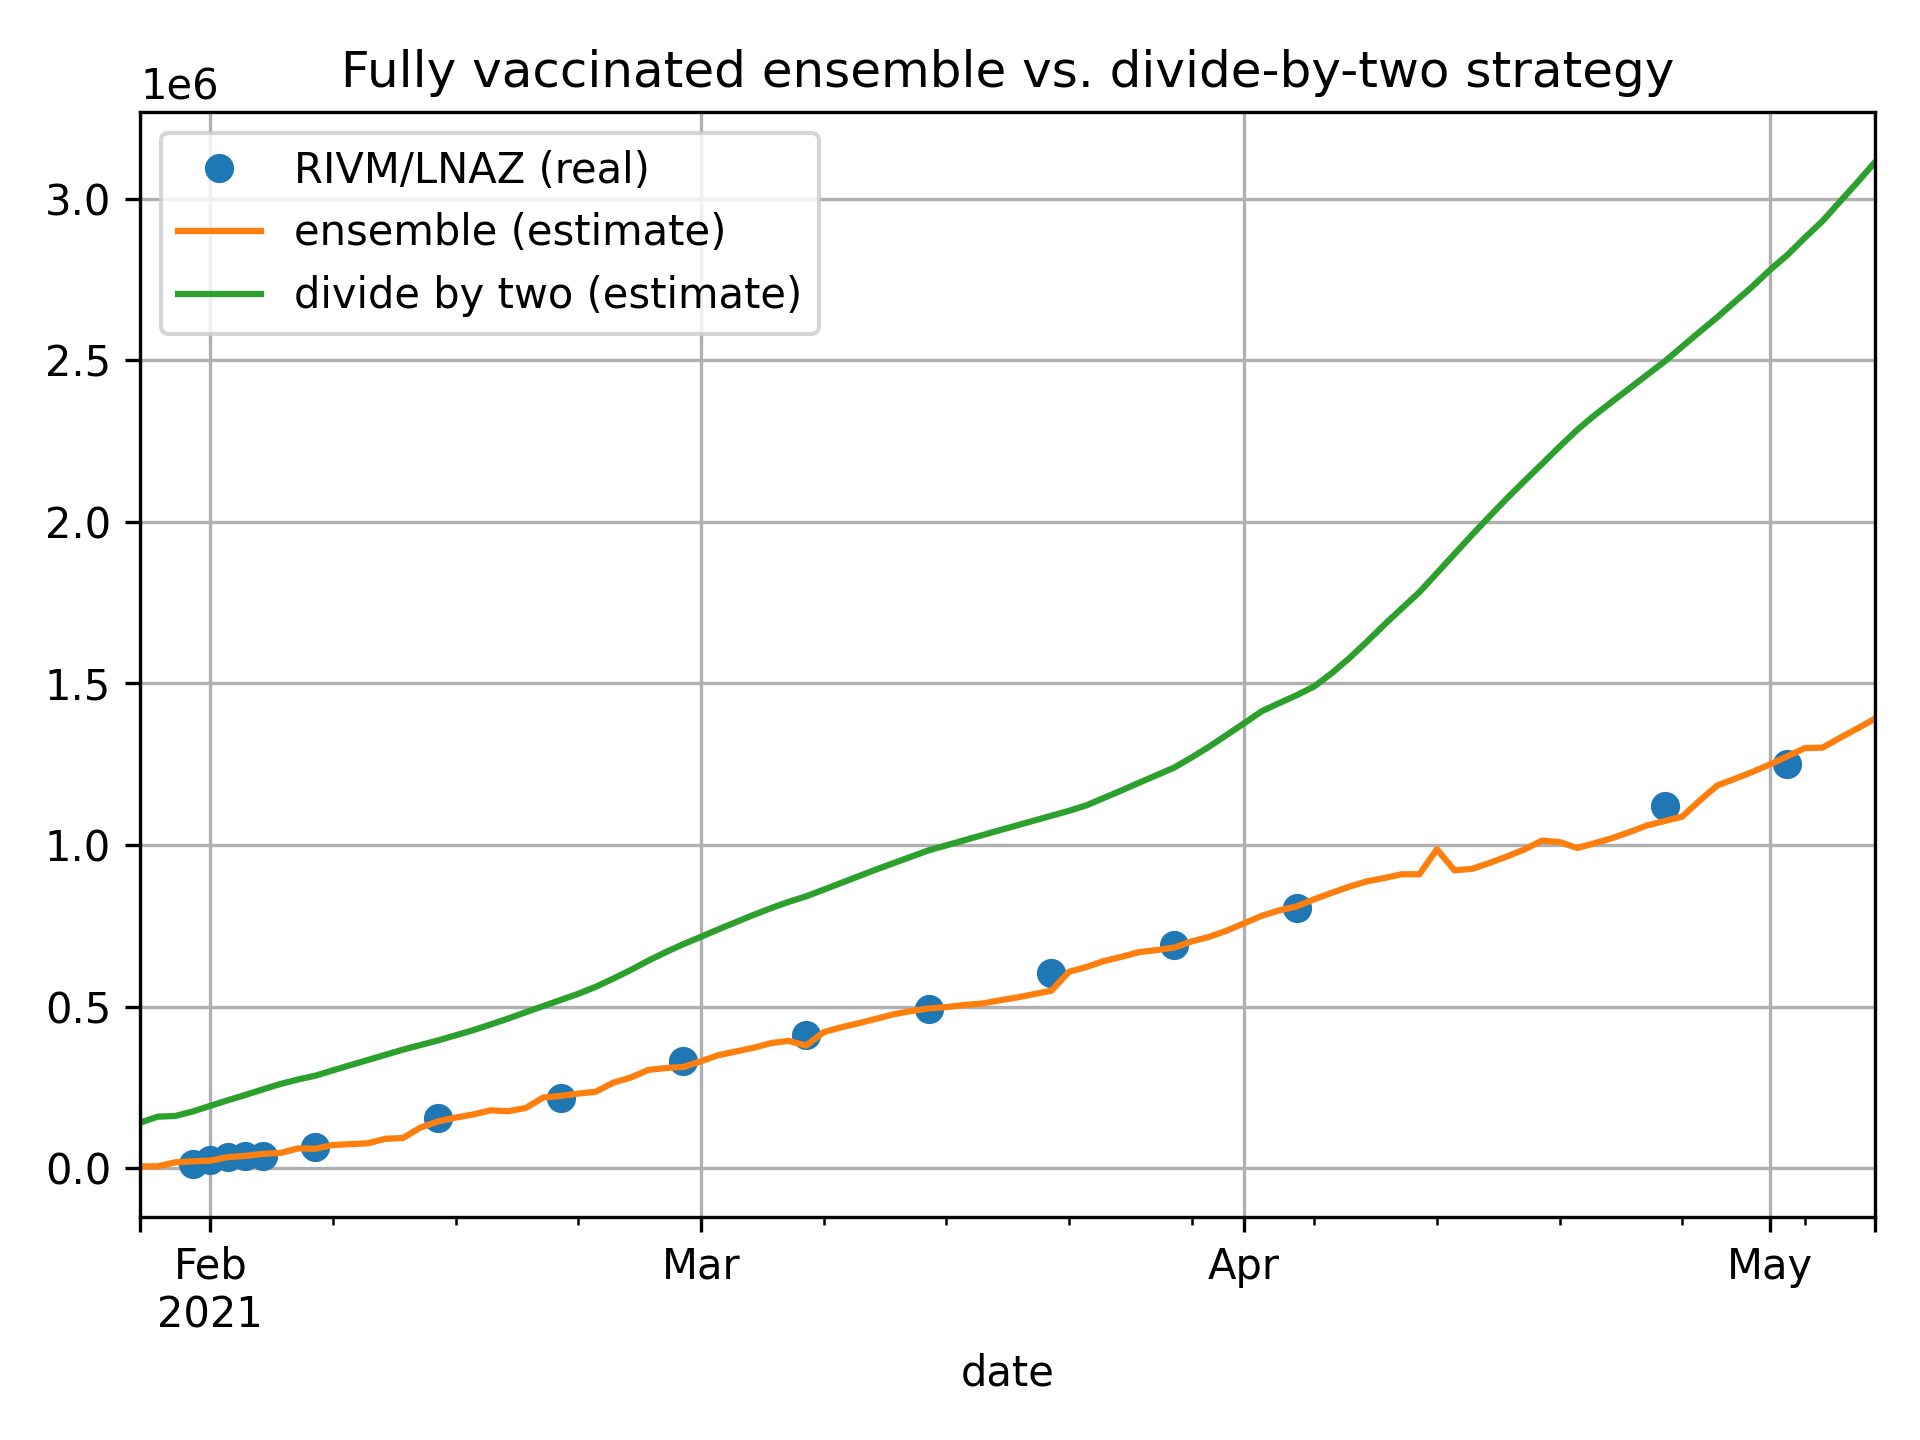 Fully vaccinated ensemble vs. divide-by-two strategy
1e6
RIVM/LNAZ (real)
ensemble (estimate)
divide by two (estimate)
3.0
2.5
2.0
1.5
1.0
0.5
0.0
Feb Mar Apr May
2021
date